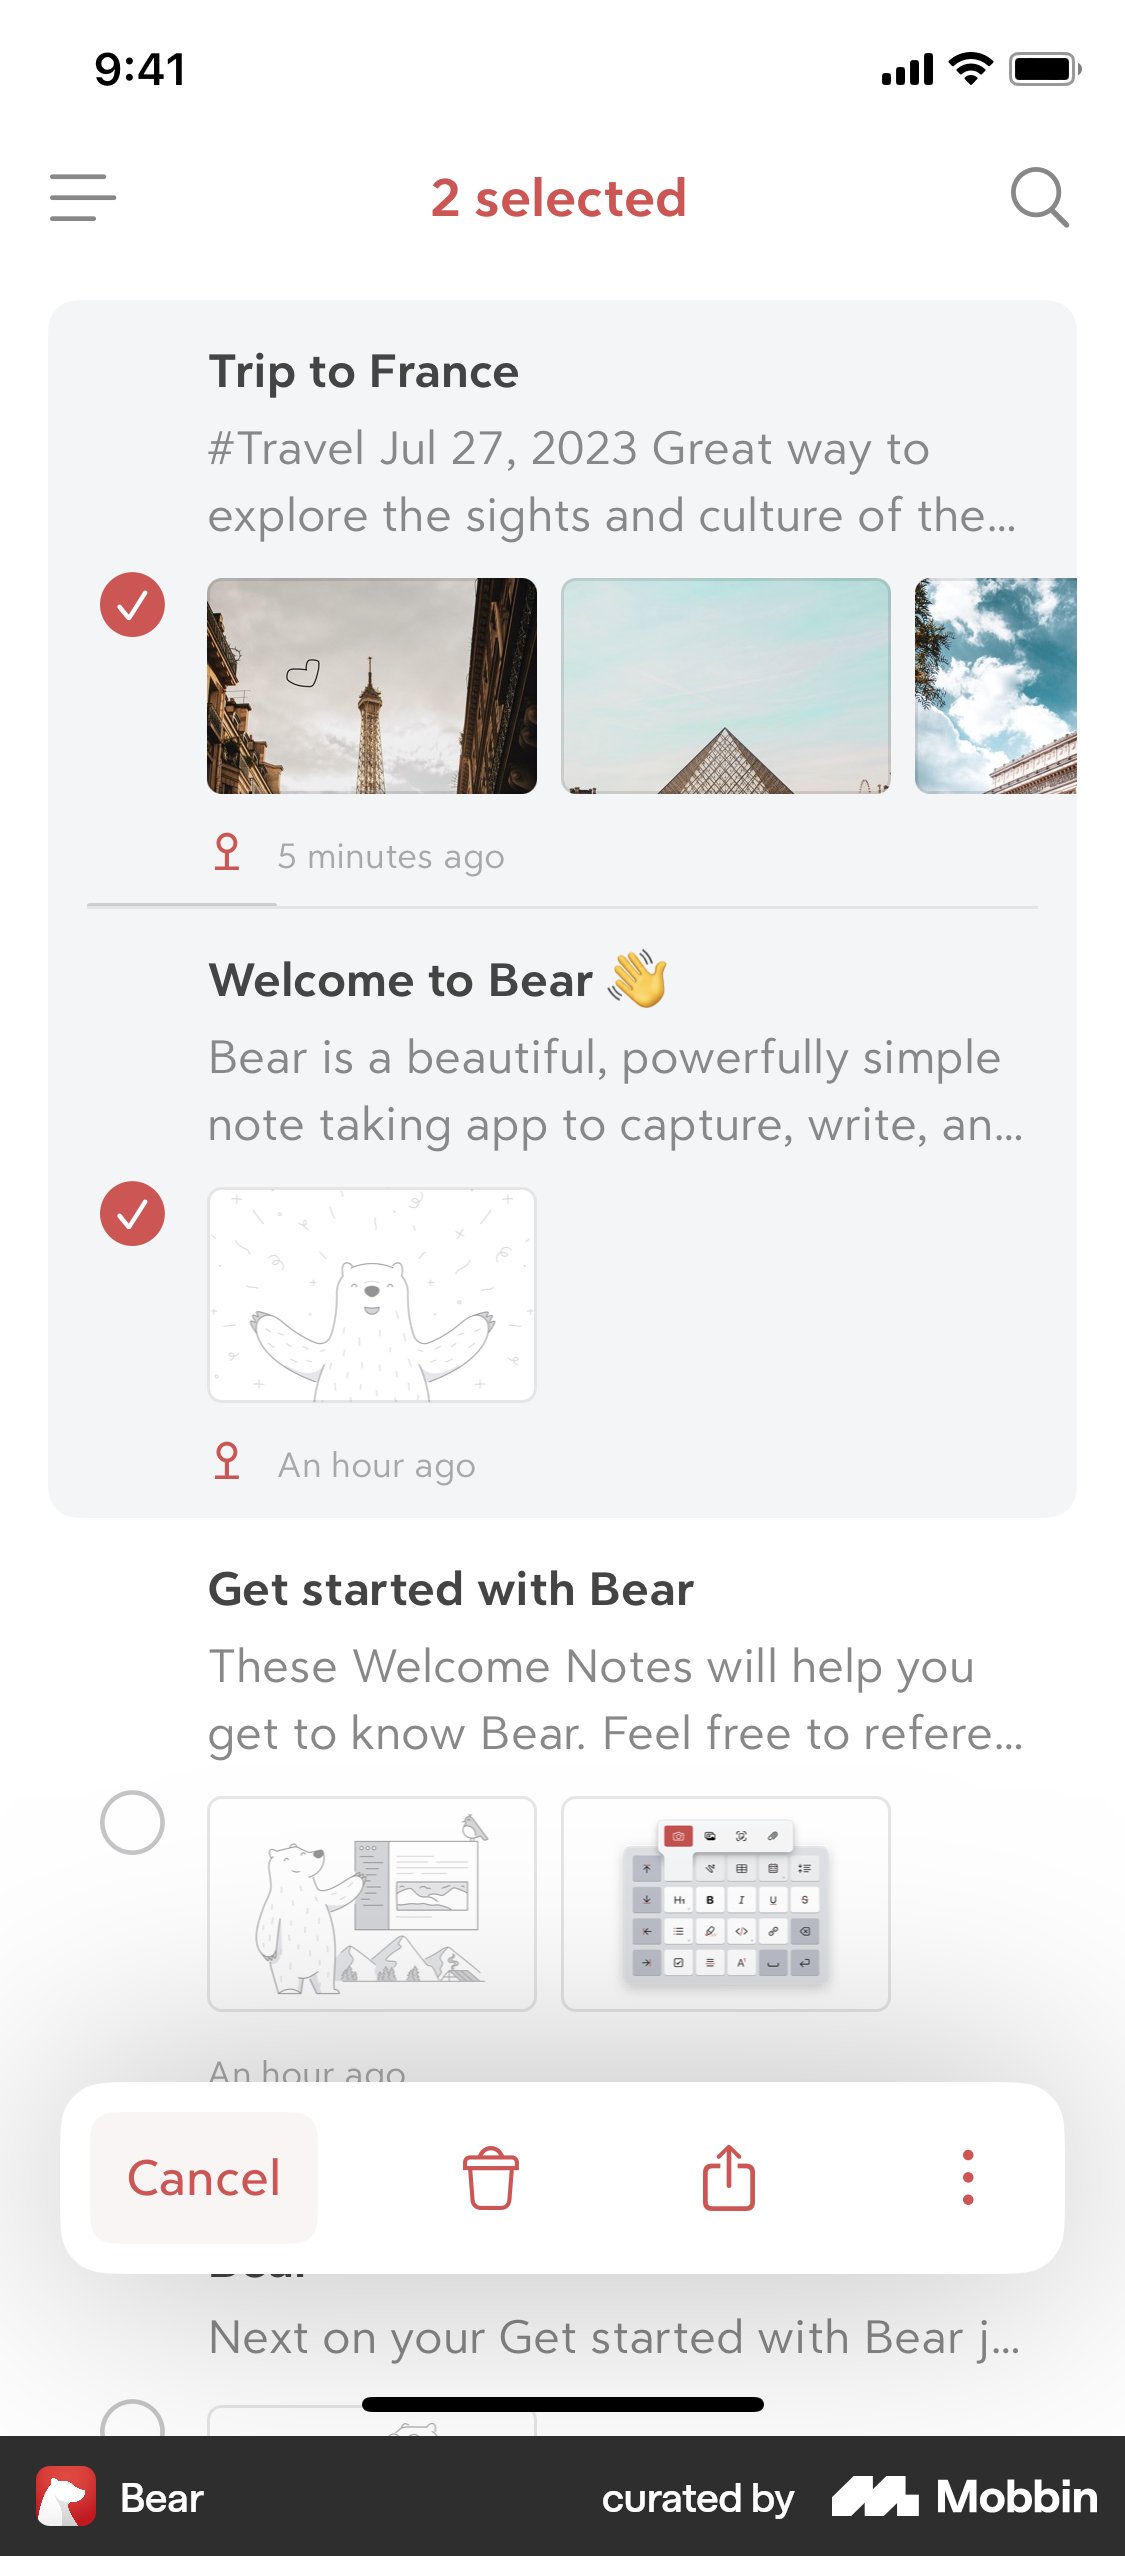 9:41
2 selected
Trip to France
#Travel Jul 27, 2023 Great way to
explore the sights and culture of the...
5 minutes ago
Welcome to Bear 👋
Bear is a beautiful, powerfully simple
note taking app to capture, write, an...
An hour ago
Get started with Bear
These Welcome Notes will help you
get to know Bear. Feel free to refere...
H1 B I U S
An hour ago
Cancel
Bear
Next on your Get started with Bear j...
Bear
curated by Mobbin